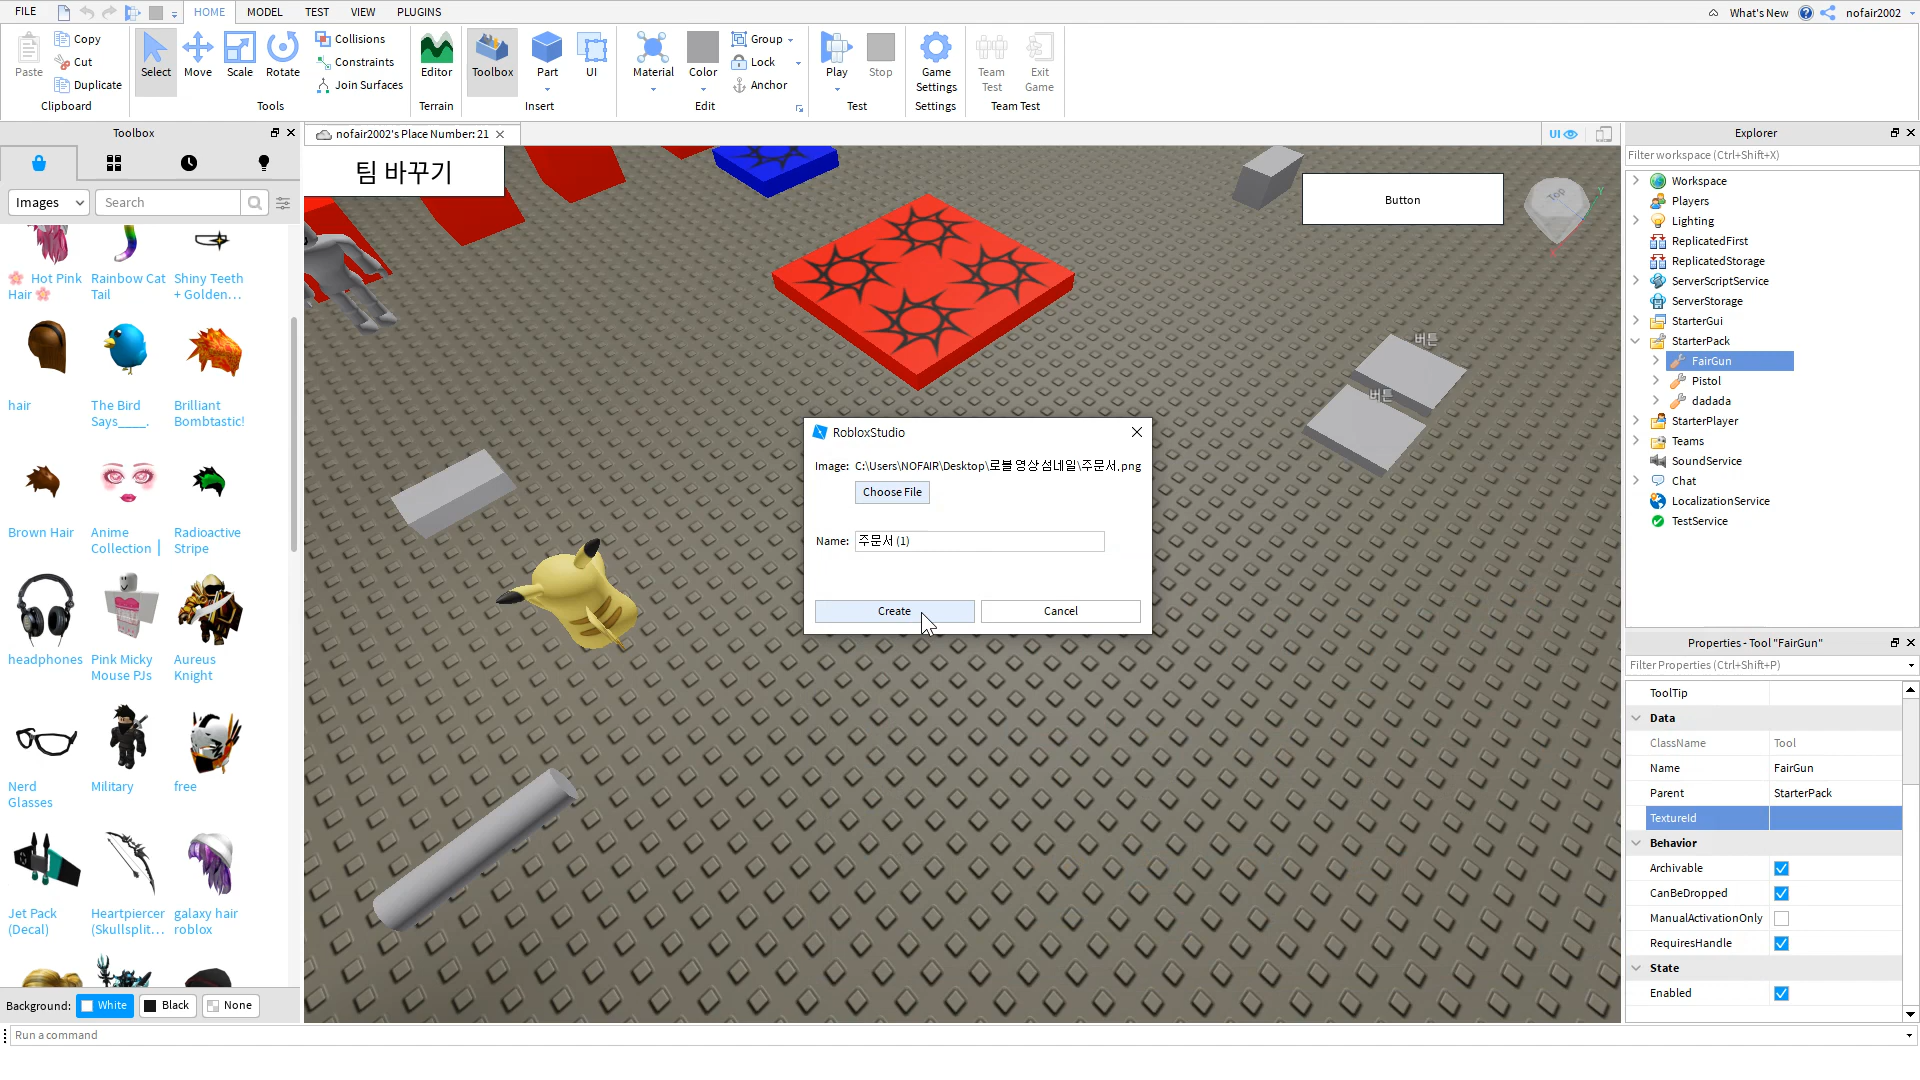 FILE
HOME
MODEL
TEST
VIEW
PLUGINS
What's New
nofair2002
Paste
Copy
Cut
Duplicate
Clipboard
Select
Move
Scale
Rotate
Tools
Collisions
Constraints
Join Surfaces
Editor
Terrain
Toolbox
Part
UI
Insert
Material
Color
Group
Lock
Anchor
Edit
Play
Stop
Test
Game
Settings
Settings
Team
Test
Exit
Game
Team Test
Toolbox
nofair2002's Place Number: 21
UI
Explorer
Images
Search
Hot Pink
Hair
Rainbow Cat
Tail
Shiny Teeth
+ Golden...
hair
The Bird
Says____.
Brilliant
Bombtastic!
Brown Hair
Anime
Collection |
Radioactive
Stripe
headphones
Pink Micky
Mouse PJs
Aureus
Knight
Nerd
Glasses
Military
free
Jet Pack
(Decal)
Heartpiercer
(Skullsplit...
galaxy hair
roblox
Background:
White
Black
None
Run a command
팀 바꾸기
Button
Top
Y
버튼
버튼
RobloxStudio
Image: C:\Users\NOFAIR\Desktop\로블 영상 섬네일\주문서.png
Choose File
Name: 주문서 (1)
Create
Cancel
Filter workspace (Ctrl+Shift+X)
Workspace
Players
Lighting
ReplicatedFirst
ReplicatedStorage
ServerScriptService
ServerStorage
StarterGui
StarterPack
FairGun
Pistol
dadada
StarterPlayer
Teams
SoundService
Chat
LocalizationService
TestService
Properties - Tool "FairGun"
Filter Properties (Ctrl+Shift+P)
ToolTip
Data
ClassName Tool
Name FairGun
Parent StarterPack
TextureId
Behavior
Archivable
CanBeDropped
ManualActivationOnly
RequiresHandle
State
Enabled